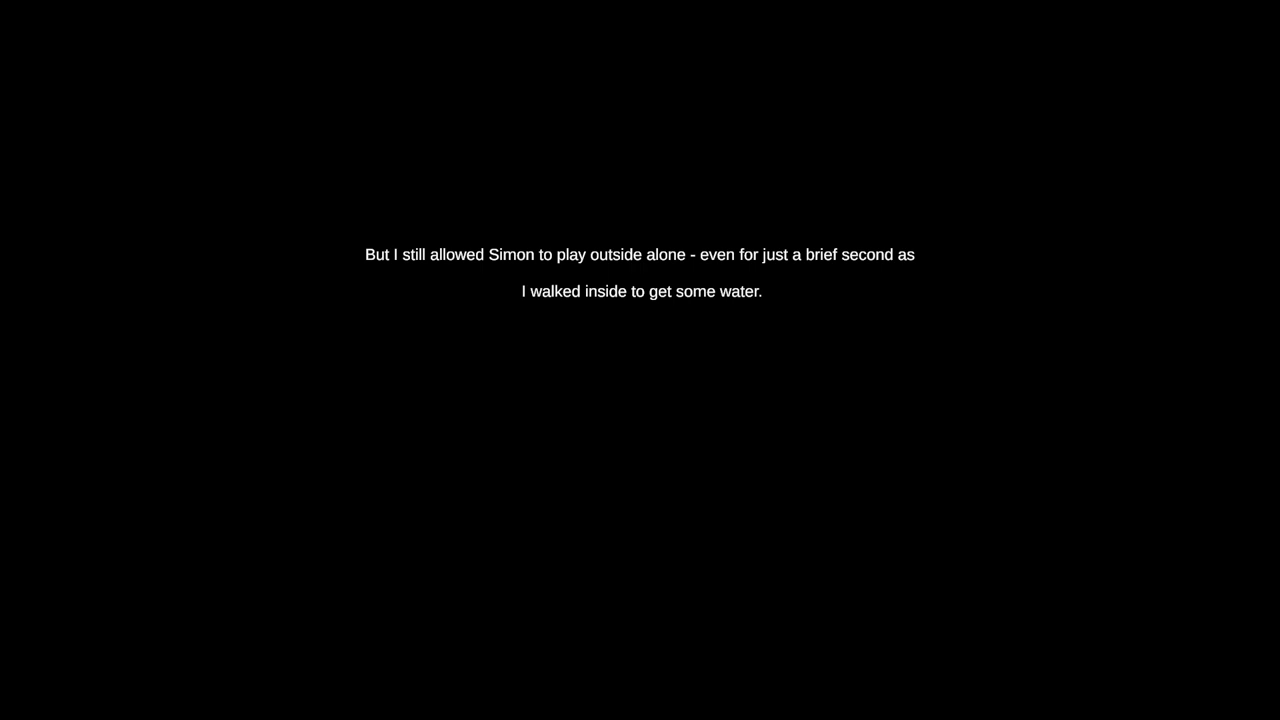 But I still allowed Simon to play outside alone - even for just a brief second as
I walked inside to get some water.